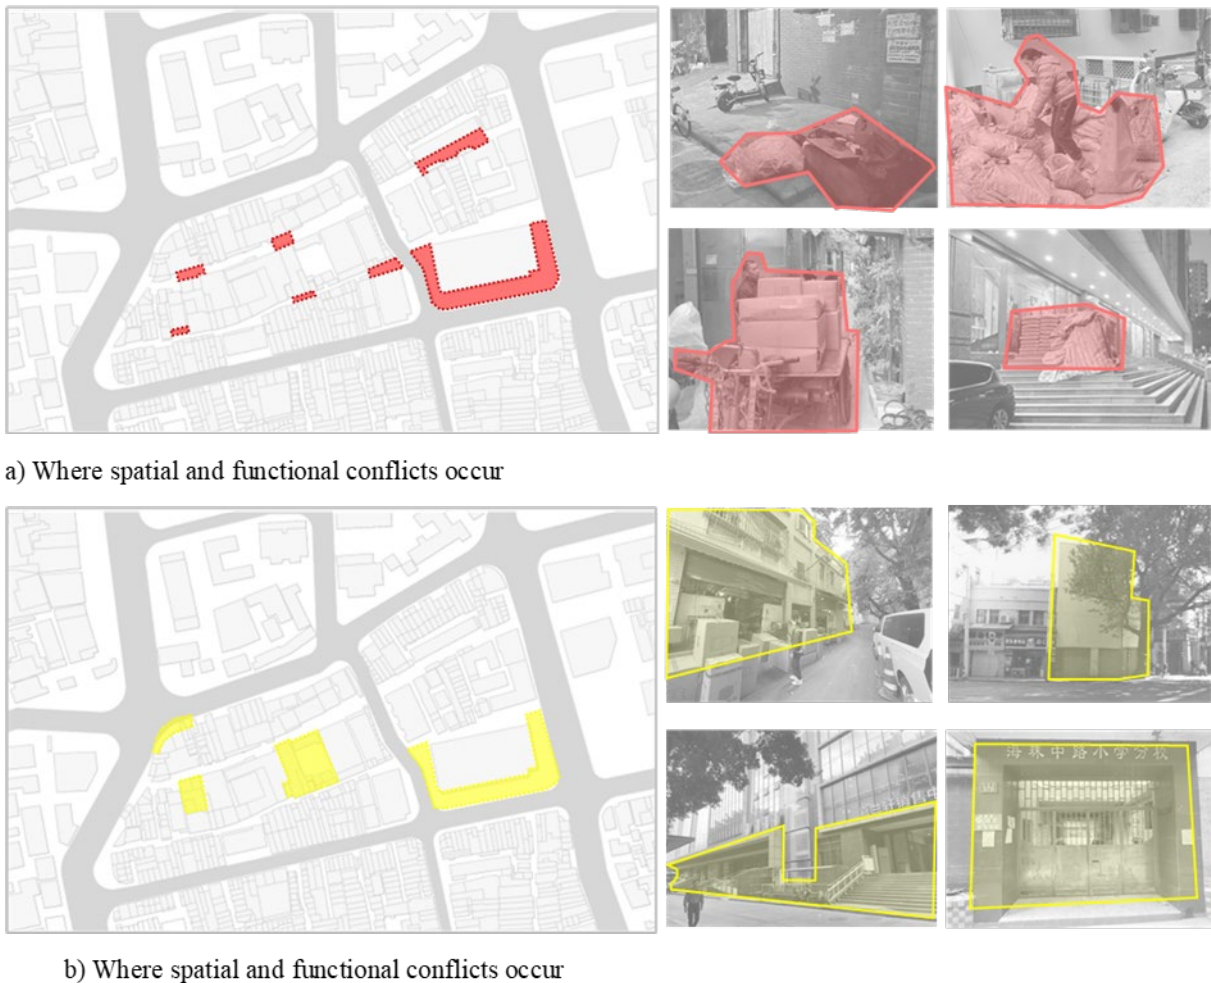 a) Where spatial and functional conflicts occur
海珠中路小学分校
b) Where spatial and functional conflicts occur